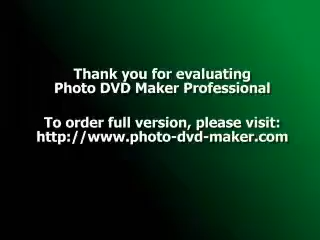 Thank you for evaluating
Photo DVD Maker Professional
To order full version, please visit:
http://www.photo-dvd-maker.com